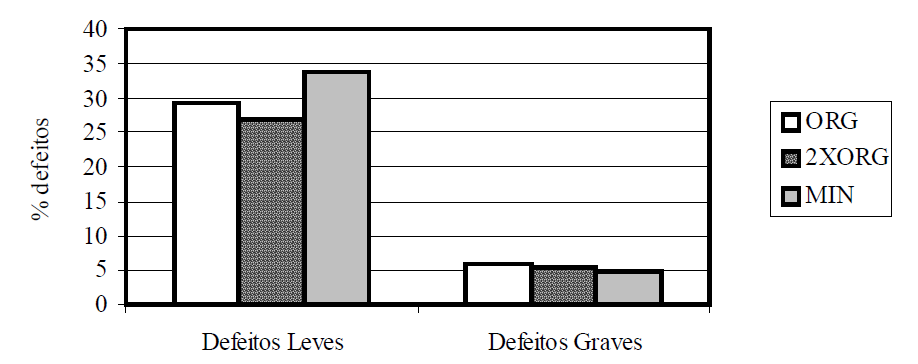 40
35
30
25
20
15
10
5
0
% defeitos
Defeitos Leves
Defeitos Graves
ORG
2XORG
MIN